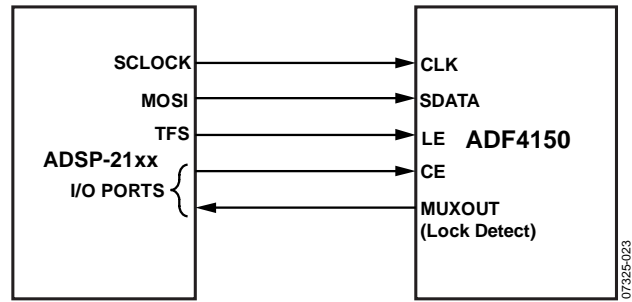 SCLOCK
MOSI
TFS
ADSP-21xx
I/O PORTS
CLK
SDATA
LE
ADF4150
CE
MUXOUT
(Lock Detect)
07325-023